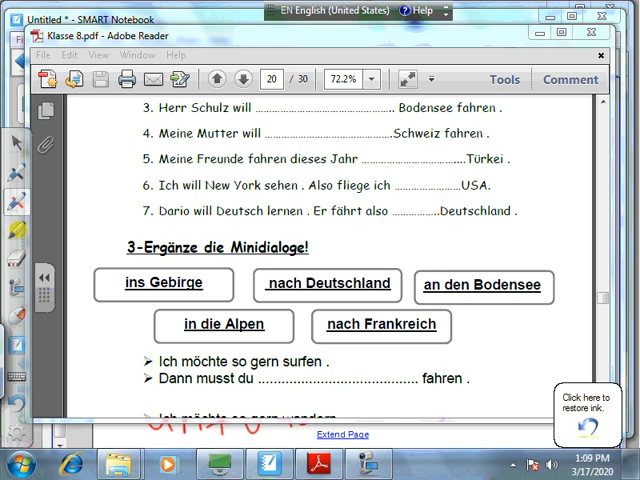 Untitled * - SMART Notebook
EN English (United States) Help
Klasse 8.pdf - Adobe Reader
File Edit View Window Help
20 / 30 72.2% Tools Comment
3. Herr Schulz will ……………………………………….. Bodensee fahren .
4. Meine Mutter will ……………………………………….Schweiz fahren .
5. Meine Freunde fahren dieses Jahr ……………………………....Türkei .
6. Ich will New York sehen . Also fliege ich …………………USA.
7. Dario will Deutsch lernen . Er fährt also ……………..Deutschland .
3-Ergänze die Minidialoge!
ins Gebirge
nach Deutschland
an den Bodensee
in die Alpen
nach Frankreich
Ich möchte so gern surfen .
Dann musst du ......................................... fahren .
Ich möchte so gern wandern
Click here to
restore ink.
Extend Page
1:09 PM
3/17/2020